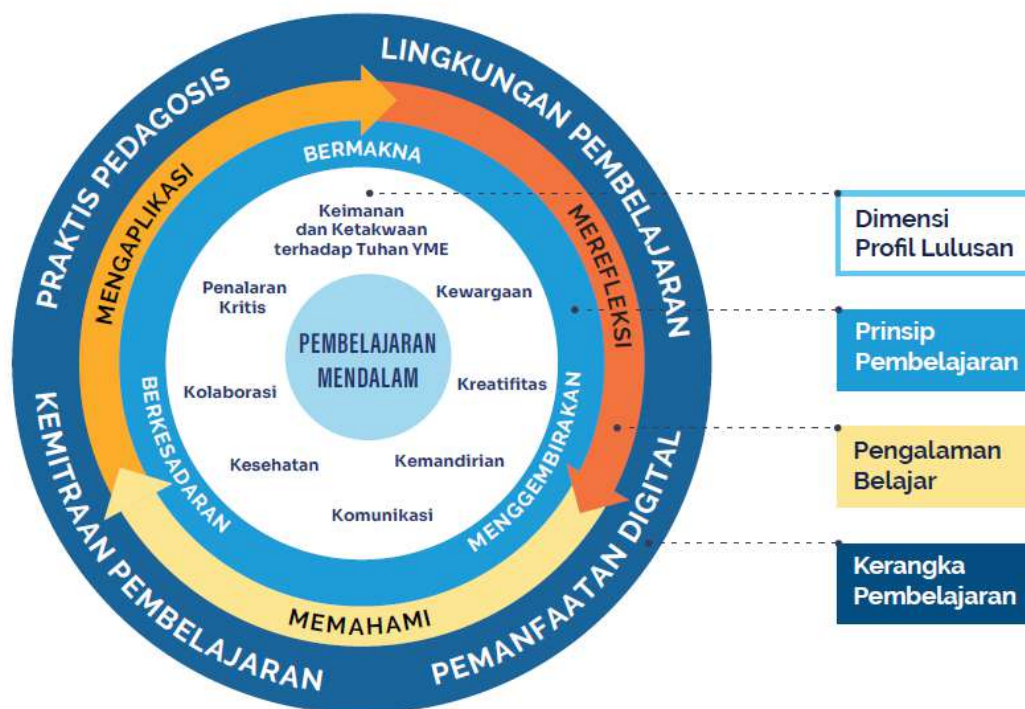 PRAKTIS PEDAGOSIS
LINGKUNGAN PEMBELAJARAN
KEMITRAAN PEMBELAJARAN
PEMANFAATAN DIGITAL
MENGAPLIKASI
MEREFLEKSI
MEMAHAMI
BERMAKNA
BERKESADARAN
MENGGEMBIRAKAN
Keimanan
dan Ketakwaan
terhadap Tuhan YME
Penalaran
Kritis
Kewargaan
Kolaborasi
Kreatifitas
Kesehatan
Kemandirian
Komunikasi
PEMBELAJARAN
MENDALAM
Dimensi
Profil Lulusan
Prinsip
Pembelajaran
Pengalaman
Belajar
Kerangka
Pembelajaran